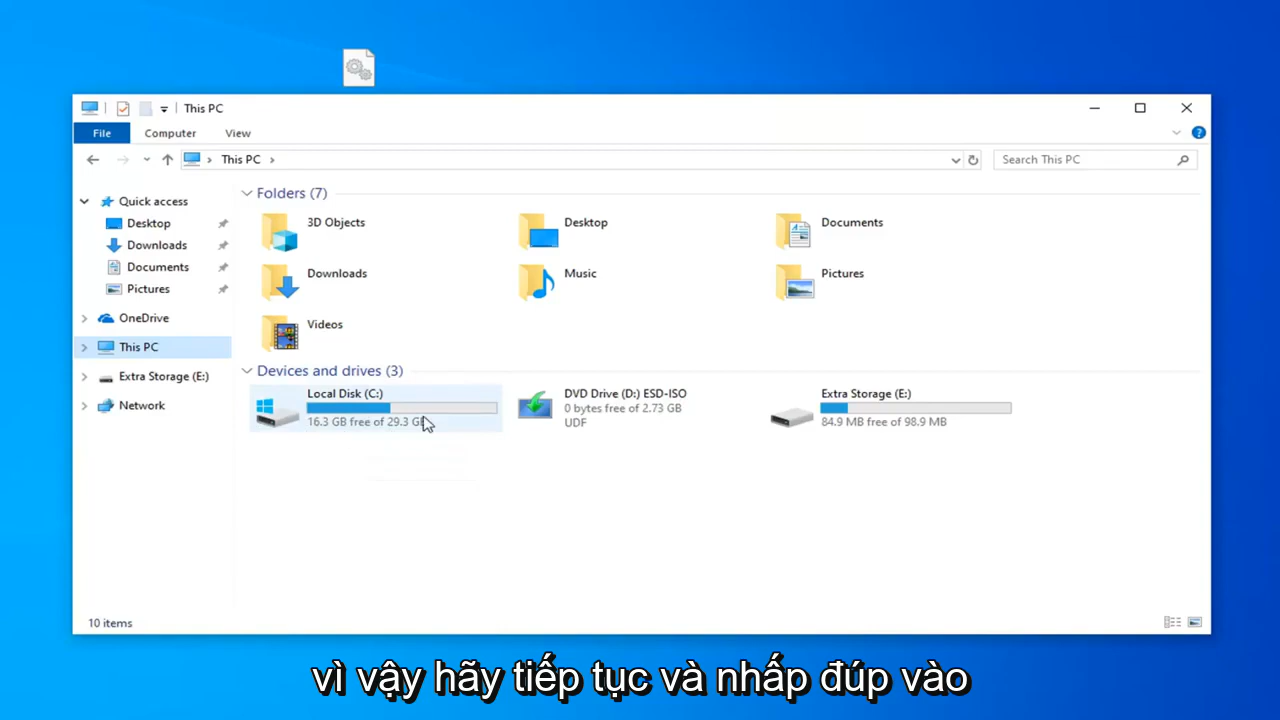 This PC
File Computer View
This PC
Search This PC
Quick access
Desktop
Downloads
Documents
Pictures
OneDrive
This PC
Extra Storage (E:)
Network
Folders (7)
3D Objects
Desktop
Documents
Downloads
Music
Pictures
Videos
Devices and drives (3)
Local Disk (C:)
16.3 GB free of 29.3 GB
DVD Drive (D:) ESD-ISO
0 bytes free of 2.73 GB
UDF
Extra Storage (E:)
84.9 MB free of 98.9 MB
10 items
vì vậy hãy tiếp tục và nhấp đúp vào